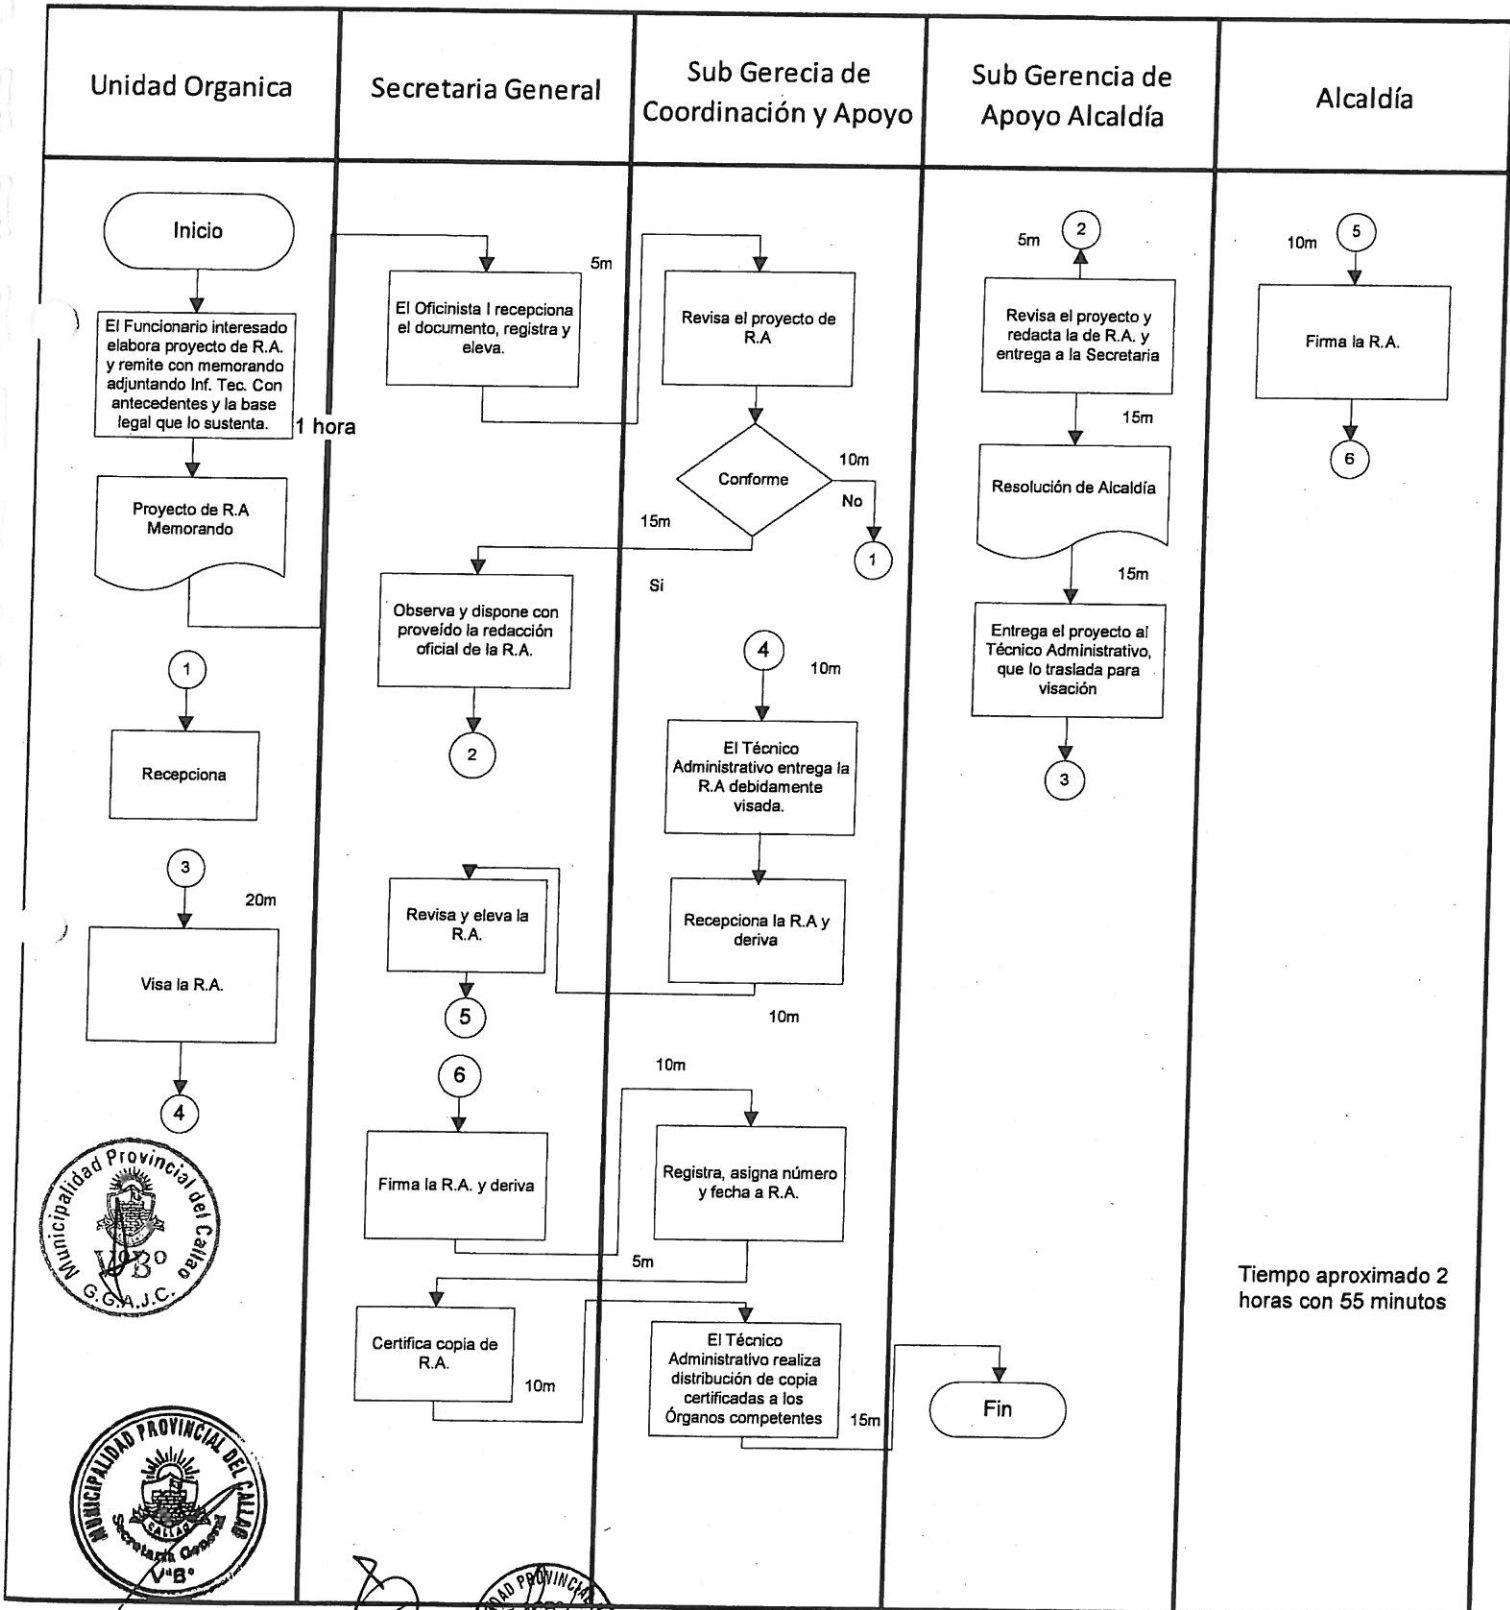 Unidad Organica
Secretaria General
Sub Gerecia de
Coordinación y Apoyo
Sub Gerencia de
Apoyo Alcaldía
Alcaldía
Inicio
El Funcionario interesado
elabora proyecto de R.A.
y remite con memorando
adjuntando Inf. Tec. Con
antecedentes y la base
legal que lo sustenta.
1 hora
Proyecto de R.A
Memorando
1
Recepciona
3
20m
Visa la R.A.
4
Municipalidad Provincial del Callao
VºBº
G.G.A.J.C.
MUNICIPALIDAD PROVINCIAL DEL CALLAO
CALLAO
Secretaría General
VºBº
El Oficinista I recepciona
el documento, registra y
eleva.
5m
15m
Observa y dispone con
proveído la redacción
oficial de la R.A.
2
Revisa y eleva la
R.A.
5
6
Firma la R.A. y deriva
Certifica copia de
R.A.
10m
Revisa el proyecto de
R.A
Conforme
10m
No
1
Si
4
10m
El Técnico
Administrativo entrega la
R.A debidamente
visada.
Recepciona la R.A y
deriva
10m
10m
Registra, asigna número
y fecha a R.A.
5m
El Técnico
Administrativo realiza
distribución de copia
certificadas a los
Órganos competentes
15m
5m
2
Revisa el proyecto y
redacta la de R.A. y
entrega a la Secretaria
15m
Resolución de Alcaldía
15m
Entrega el proyecto al
Técnico Administrativo,
que lo traslada para
visación
3
Fin
10m
5
Firma la R.A.
6
Tiempo aproximado 2
horas con 55 minutos